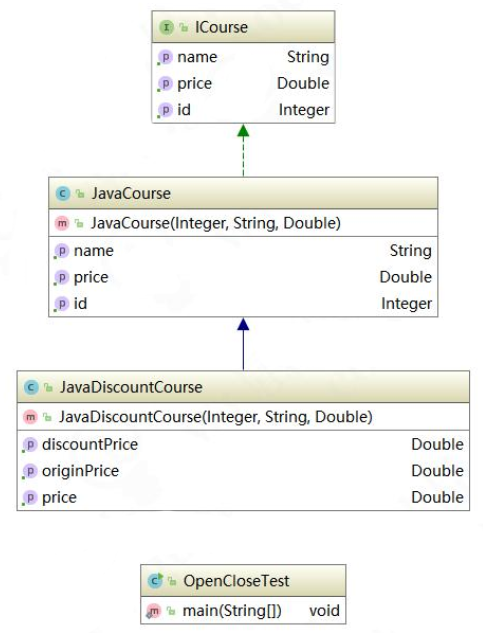 ICourse
name String
price Double
id Integer
JavaCourse
JavaCourse(Integer, String, Double)
name String
price Double
id Integer
JavaDiscountCourse
JavaDiscountCourse(Integer, String, Double)
discountPrice Double
originPrice Double
price Double
OpenCloseTest
main(String[]) void